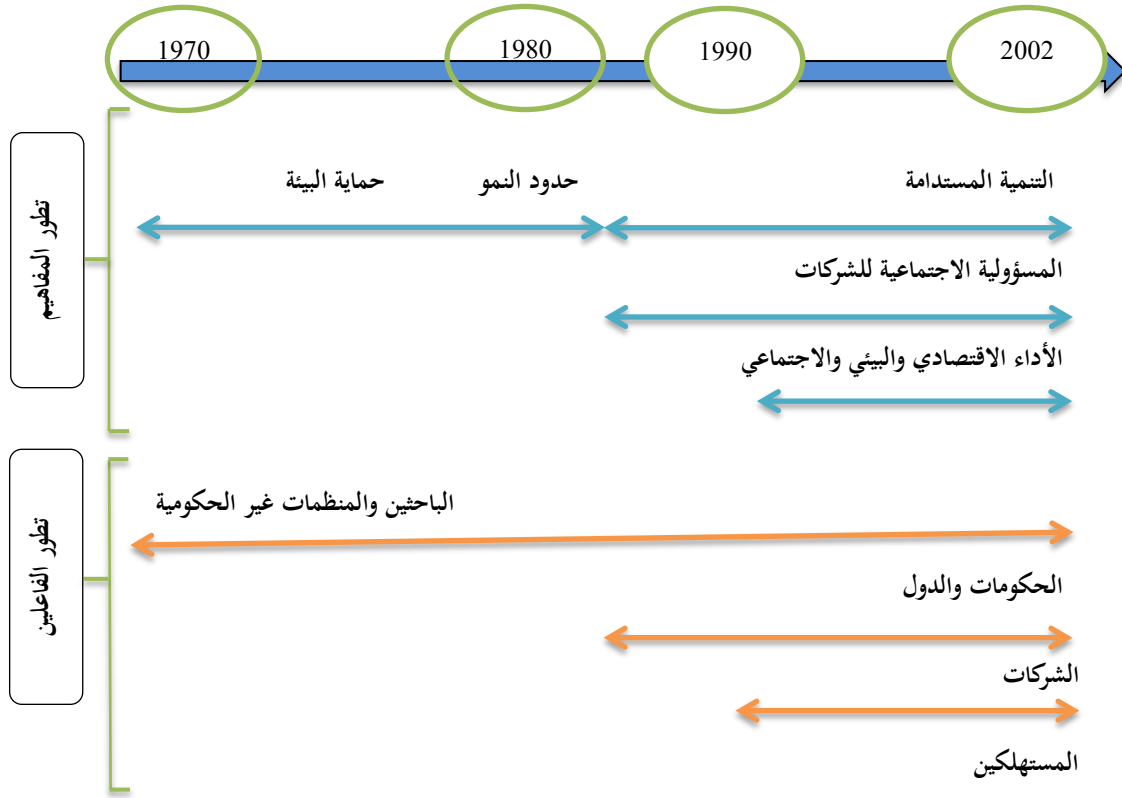 1970 1980 1990 2002
تطور المفاهيم
حماية البيئة حدود النمو التنمية المستدامة
المسؤولية الاجتماعية للشركات
الأداء الاقتصادي والبيئي والاجتماعي
تطور الفاعلين
الباحثين والمنظمات غير الحكومية
الحكومات والدول
الشركات
المستهلكين